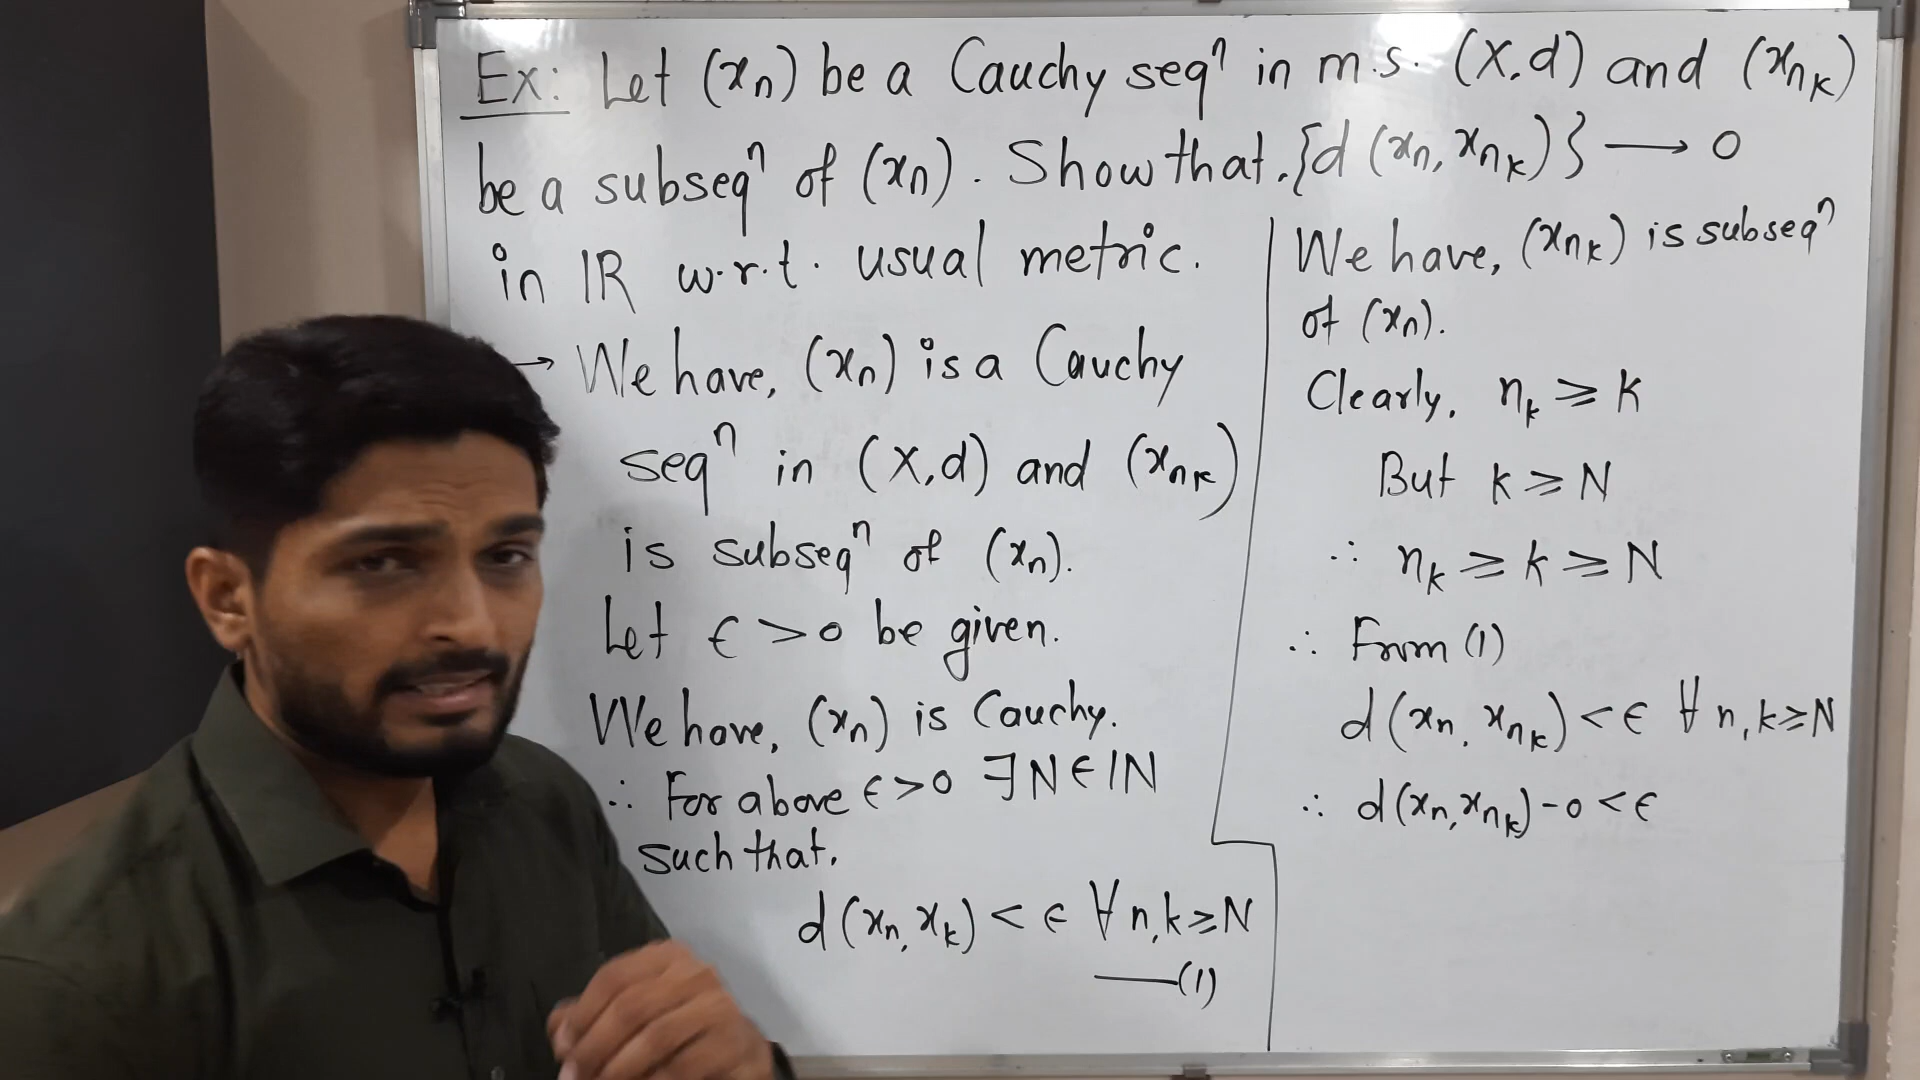 Ex: Let (xₙ) be a Cauchy seqⁿ in m.s. (X,d) and (xₙₖ)
be a subseqⁿ of (xₙ). Show that, {d(xₙ, xₙₖ)} → 0
in ℝ w.r.t. usual metric.
→ We have, (xₙ) is a Cauchy
seqⁿ in (X,d) and (xₙₖ)
is subseqⁿ of (xₙ).
Let ϵ > 0 be given.
We have, (xₙ) is Cauchy.
∴ For above ϵ > 0 ∃ N ∈ ℕ
such that,
d(xₙ, xₖ) < ϵ ∀ n, k ≥ N
—(1)
We have, (xₙₖ) is subseqⁿ
of (xₙ).
Clearly, nₖ ≥ k
But k ≥ N
∴ nₖ ≥ k ≥ N
∴ From (1)
d(xₙ, xₙₖ) < ϵ ∀ n, k ≥ N
∴ d(xₙ, xₙₖ) - 0 < ϵ